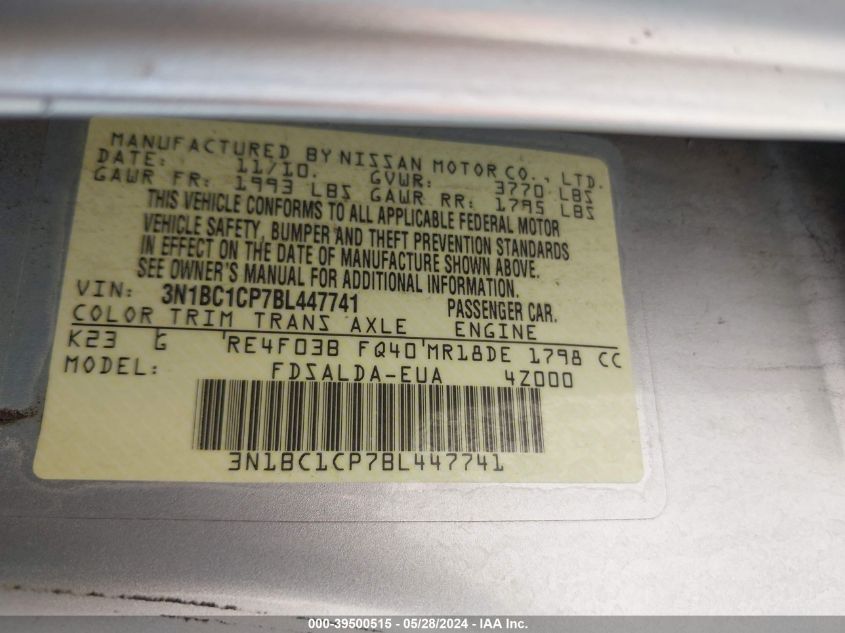 MANUFACTURED BY NISSAN MOTOR CO., LTD.
DATE: 11/10. GVWR: 3770 LBS
GAWR FR: 1993 LBS GAWR RR: 1795 LBS
THIS VEHICLE CONFORMS TO ALL APPLICABLE FEDERAL MOTOR
VEHICLE SAFETY, BUMPER AND THEFT PREVENTION STANDARDS
IN EFFECT ON THE DATE OF MANUFACTURE SHOWN ABOVE.
SEE OWNER'S MANUAL FOR ADDITIONAL INFORMATION.
VIN: 3N1BC1CP7BL447741 PASSENGER CAR.
COLOR TRIM TRANS AXLE ENGINE
K23 G 'RE4F03B FQ40'MR18DE 1798 CC
MODEL: FDSALDA-EUA 4Z000
3N1BC1CP7BL447741
000-39500515 / 05/28/2024 - IAA Inc.